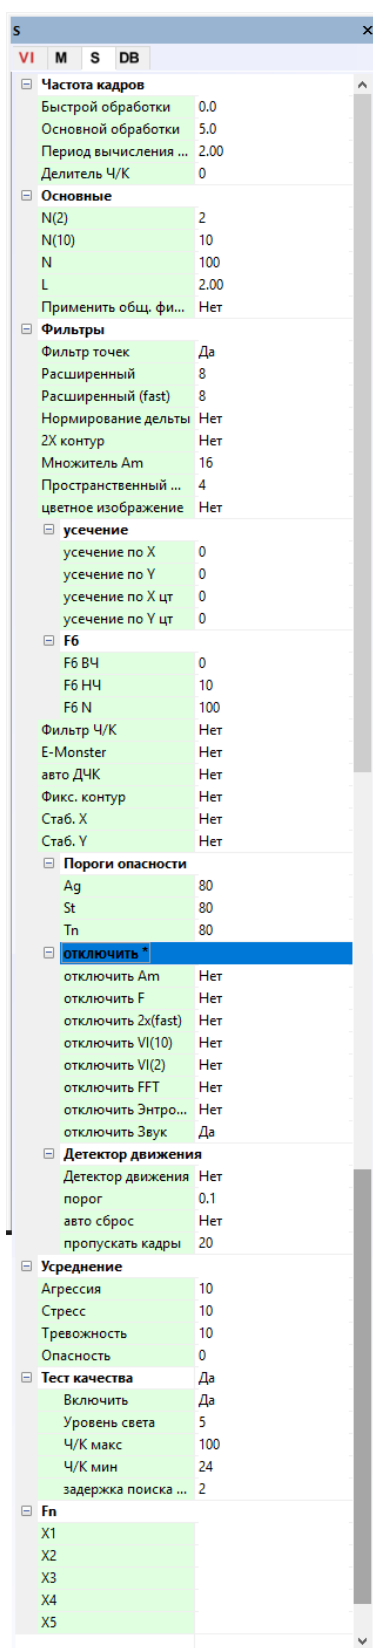 S
VI M S DB
Частота кадров
Быстрой обработки 0.0
Основной обработки 5.0
Период вычисления ... 2.00
Делитель Ч/К 0
Основные
N(2) 2
N(10) 10
N 100
L 2.00
Применить общ. фи... Нет
Фильтры
Фильтр точек Да
Расширенный 8
Расширенный (fast) 8
Нормирование дельты Нет
2X контур Нет
Множитель Am 16
Пространственный ... 4
цветное изображение Нет
усечение
усечение по X 0
усечение по Y 0
усечение по X цт 0
усечение по Y цт 0
F6
F6 ВЧ 0
F6 НЧ 10
F6 N 100
Фильтр Ч/К Нет
E-Monster Нет
авто ДЧК Нет
Фикс. контур Нет
Стаб. X Нет
Стаб. Y Нет
Пороги опасности
Ag 80
St 80
Tn 80
отключить *
отключить Am Нет
отключить F Нет
отключить 2x(fast) Нет
отключить VI(10) Нет
отключить VI(2) Нет
отключить FFT Нет
отключить Энтро... Нет
отключить Звук Да
Детектор движения
Детектор движения Нет
порог 0.1
авто сброс Нет
пропускать кадры 20
Усреднение
Агрессия 10
Стресс 10
Тревожность 10
Опасность 0
Тест качества Да
Включить Да
Уровень света 5
Ч/К макс 100
Ч/К мин 24
задержка поиска ... 2
Fn
X1
X2
X3
X4
X5